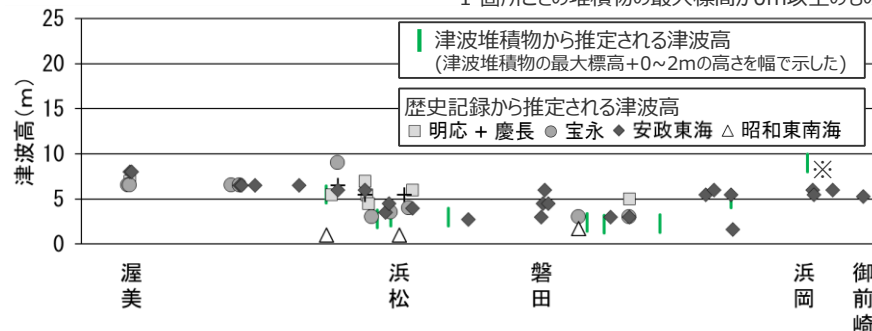 1 箇所ごとの堆積物の最大標高が6m以上のもの
津波堆積物から推定される津波高
(津波堆積物の最大標高+0~2mの高さを幅で示した)
歴史記録から推定される津波高
□ 明応 + 慶長 ● 宝永 ◆ 安政東海 △ 昭和東南海
津波高(m)
25
20
15
10
5
0
※
渥美
浜松
磐田
浜岡
御前崎